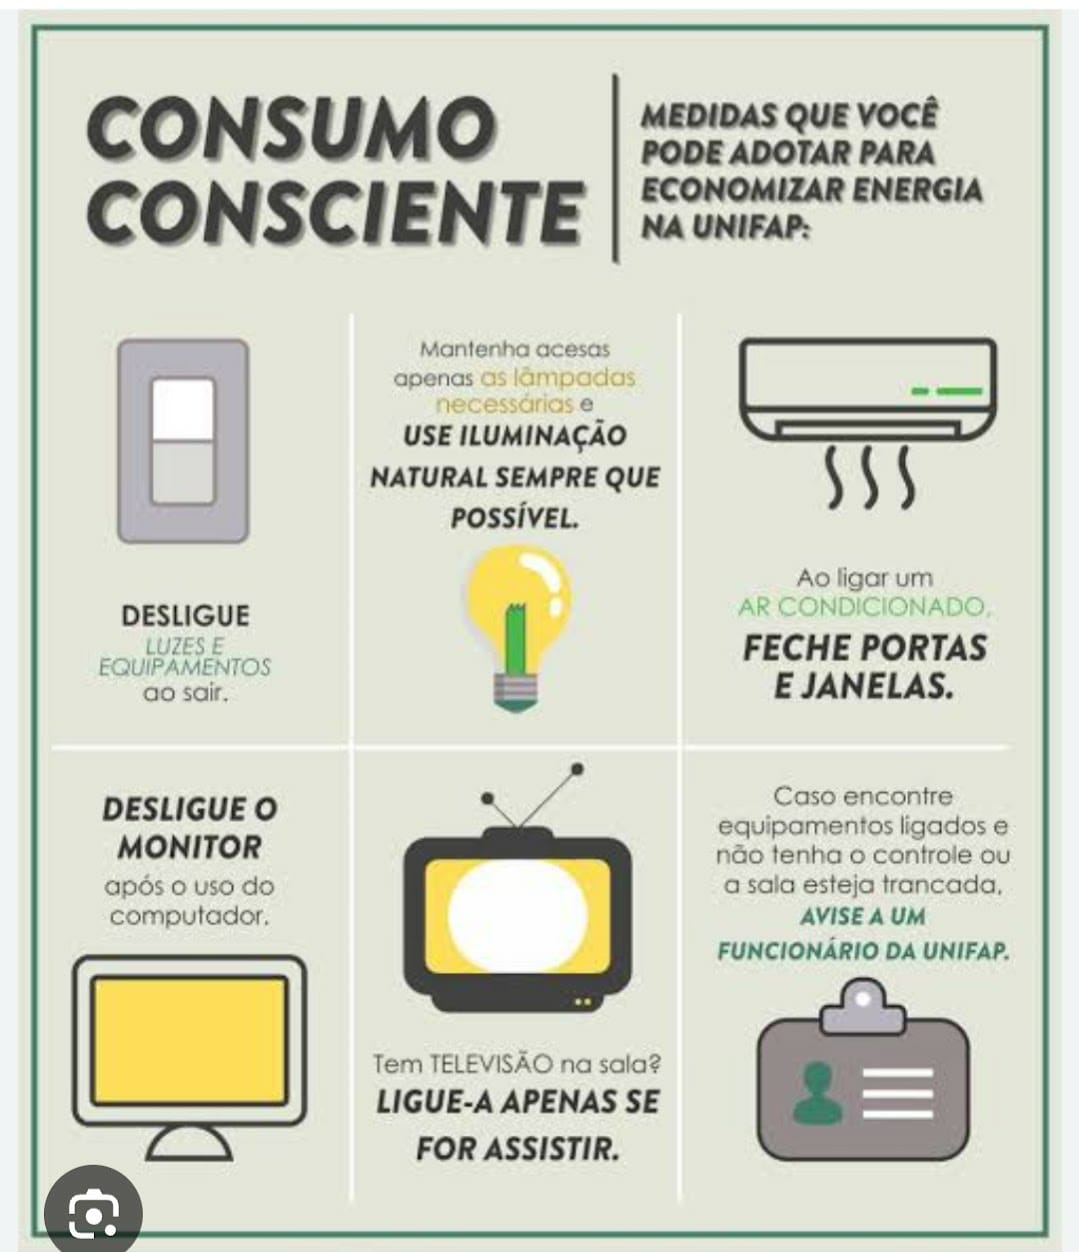 CONSUMO
CONSCIENTE
MEDIDAS QUE VOCÊ
PODE ADOTAR PARA
ECONOMIZAR ENERGIA
NA UNIFAP:
DESLIGUE
LUZES E
EQUIPAMENTOS
ao sair.
Mantenha acesas
apenas as lâmpadas
necessárias e
USE ILUMINAÇÃO
NATURAL SEMPRE QUE
POSSÍVEL.
Ao ligar um
AR CONDICIONADO,
FECHE PORTAS
E JANELAS.
DESLIGUE O
MONITOR
após o uso do
computador.
Tem TELEVISÃO na sala?
LIGUE-A APENAS SE
FOR ASSISTIR.
Caso encontre
equipamentos ligados e
não tenha o controle ou
a sala esteja trancada,
AVISE A UM
FUNCIONÁRIO DA UNIFAP.